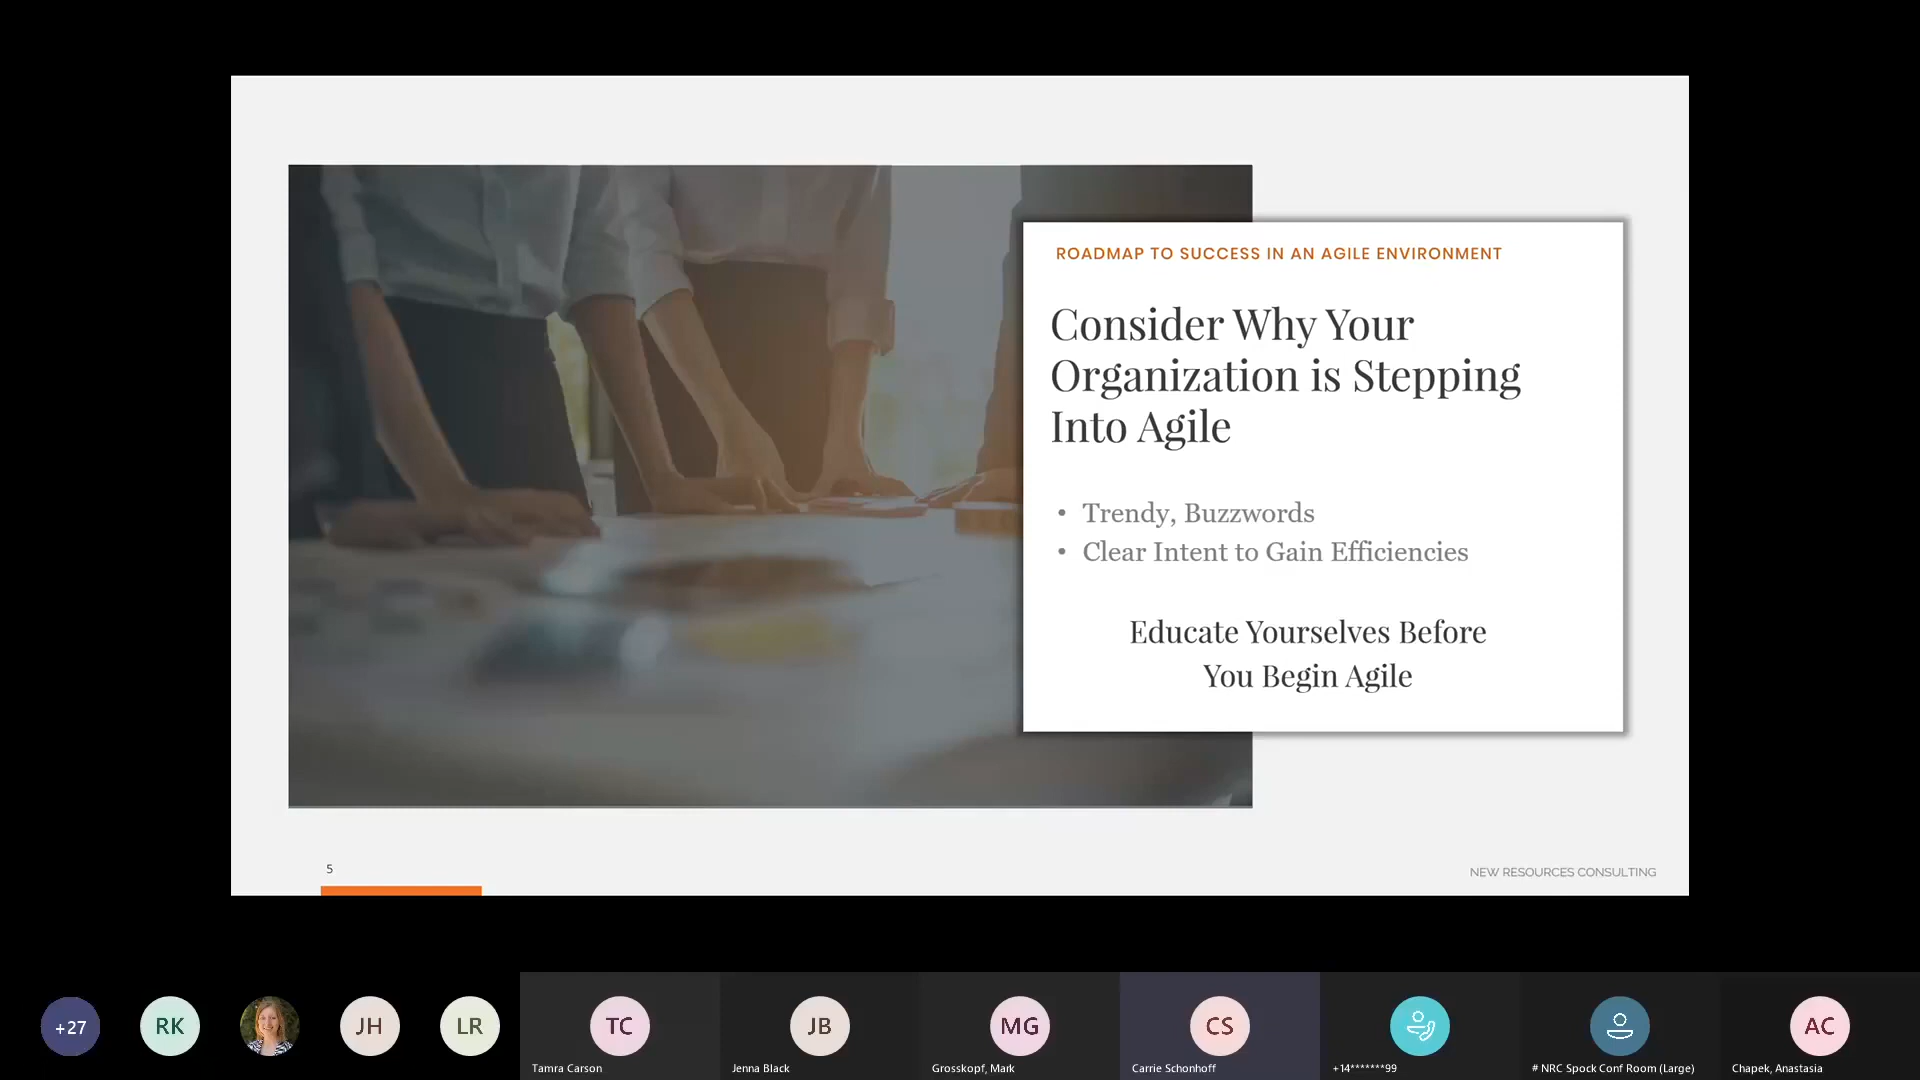 ROADMAP TO SUCCESS IN AN AGILE ENVIRONMENT
Consider Why Your
Organization is Stepping
Into Agile
• Trendy, Buzzwords
• Clear Intent to Gain Efficiencies
Educate Yourselves Before
You Begin Agile
5
NEW RESOURCES CONSULTING
+27
RK
JH
LR
TC
JB
MG
CS
AC
Tamra Carson
Jenna Black
Grosskopf, Mark
Carrie Schonhoff
+14*******99
# NRC Spock Conf Room (Large)
Chapek, Anastasia